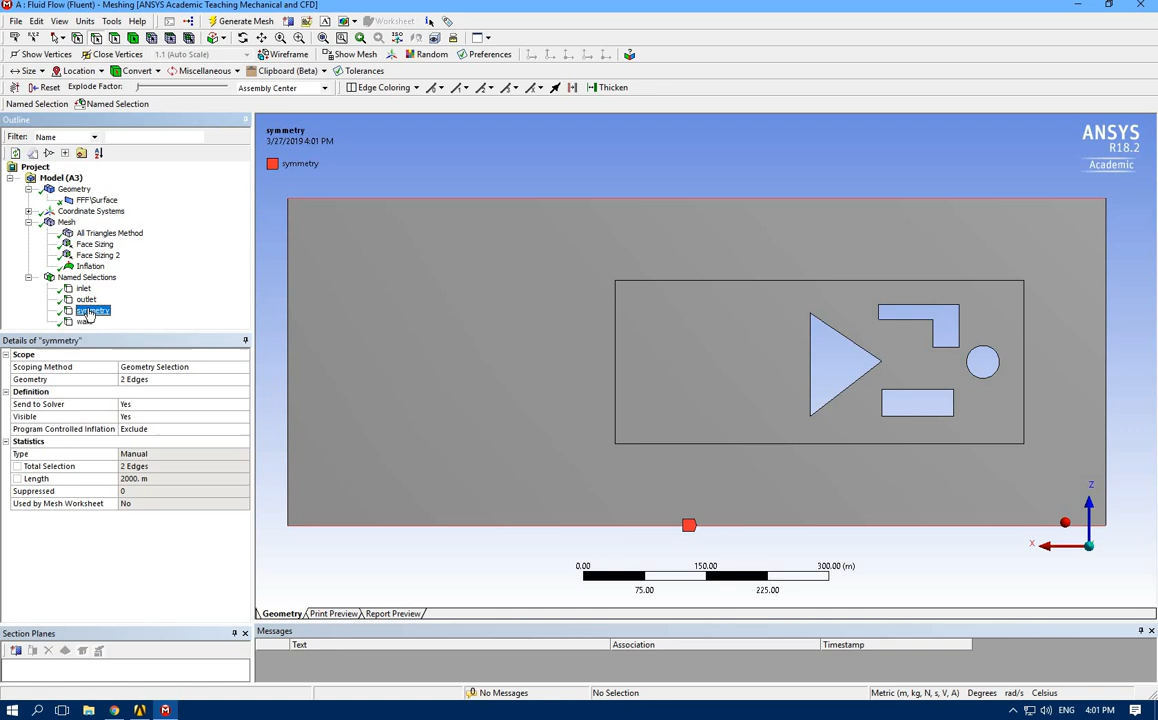 A : Fluid Flow (Fluent) - Meshing [ANSYS Academic Teaching Mechanical and CFD]
File Edit View Units Tools Help Generate Mesh Worksheet
Show Vertices Close Vertices 1.1 (Auto Scale) Wireframe Show Mesh Random Preferences
Size Location Convert Miscellaneous Clipboard (Beta) Tolerances
Reset Explode Factor: Assembly Center Edge Coloring Thicken
Named Selection Named Selection
Outline
Filter: Name
Project
Model (A3)
Geometry
FFF\Surface
Coordinate Systems
Mesh
All Triangles Method
Face Sizing
Face Sizing 2
Inflation
Named Selections
inlet
outlet
symmetry
Details of "symmetry"
Scope
Scoping Method Geometry Selection
Geometry 2 Edges
Definition
Send to Solver Yes
Visible Yes
Program Controlled Inflation Exclude
Statistics
Type Manual
Total Selection 2 Edges
Length 2000. m
Suppressed 0
Used by Mesh Worksheet No
Section Planes
symmetry
3/27/2019 4:01 PM
symmetry
ANSYS
R18.2
Academic
Z
X
0.00 150.00 300.00 (m)
75.00 225.00
Geometry Print Preview Report Preview
Messages
Text Association Timestamp
No Messages No Selection Metric (m, kg, N, s, V, A) Degrees rad/s Celsius
ENG 4:01 PM